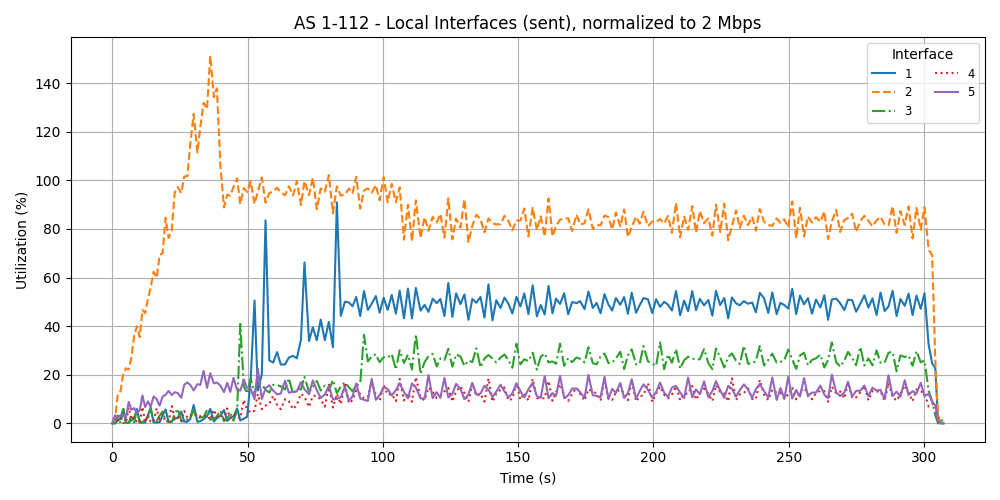 AS 1-112 - Local Interfaces (sent), normalized to 2 Mbps
Interface
1
2
3
4
5
Utilization (%)
140
120
100
80
60
40
20
0
0 50 100 150 200 250 300
Time (s)